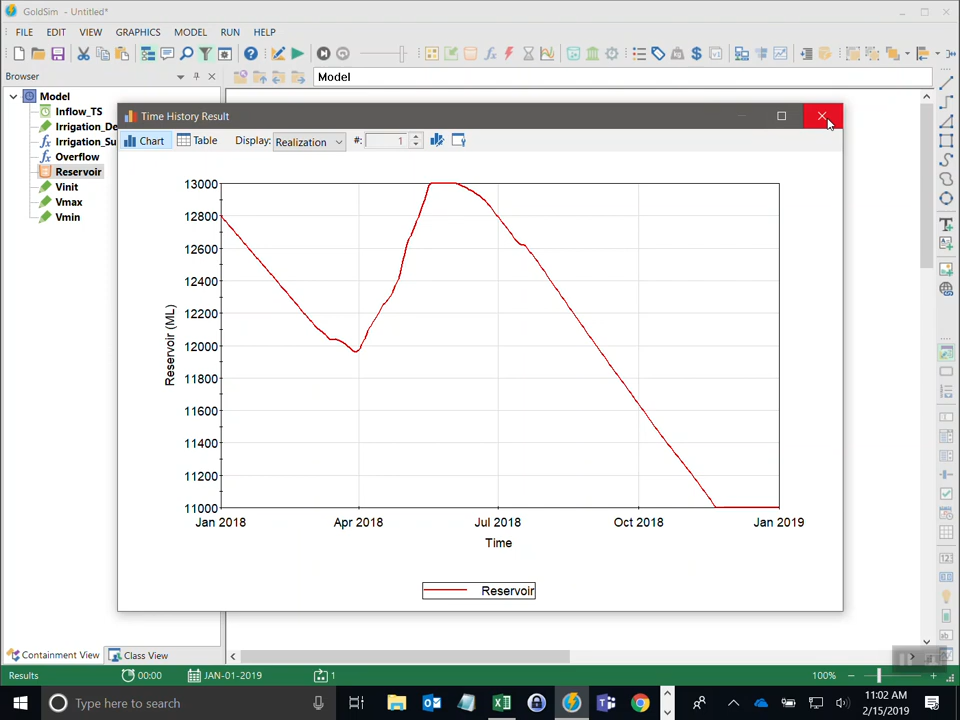 GoldSim - Untitled*
FILE EDIT VIEW GRAPHICS MODEL RUN HELP
Browser
Model
Model
Inflow_TS
Irrigation_De
Irrigation_Su
Overflow
Reservoir
Vinit
Vmax
Vmin
Time History Result
Chart Table Display: Realization #: 1
13000
12800
12600
12400
12200
12000
11800
11600
11400
11200
11000
Reservoir (ML)
Jan 2018 Apr 2018 Jul 2018 Oct 2018 Jan 2019
Time
Reservoir
Containment View Class View
Results 00:00 JAN-01-2019 1 100%
Type here to search
11:02 AM
2/15/2019